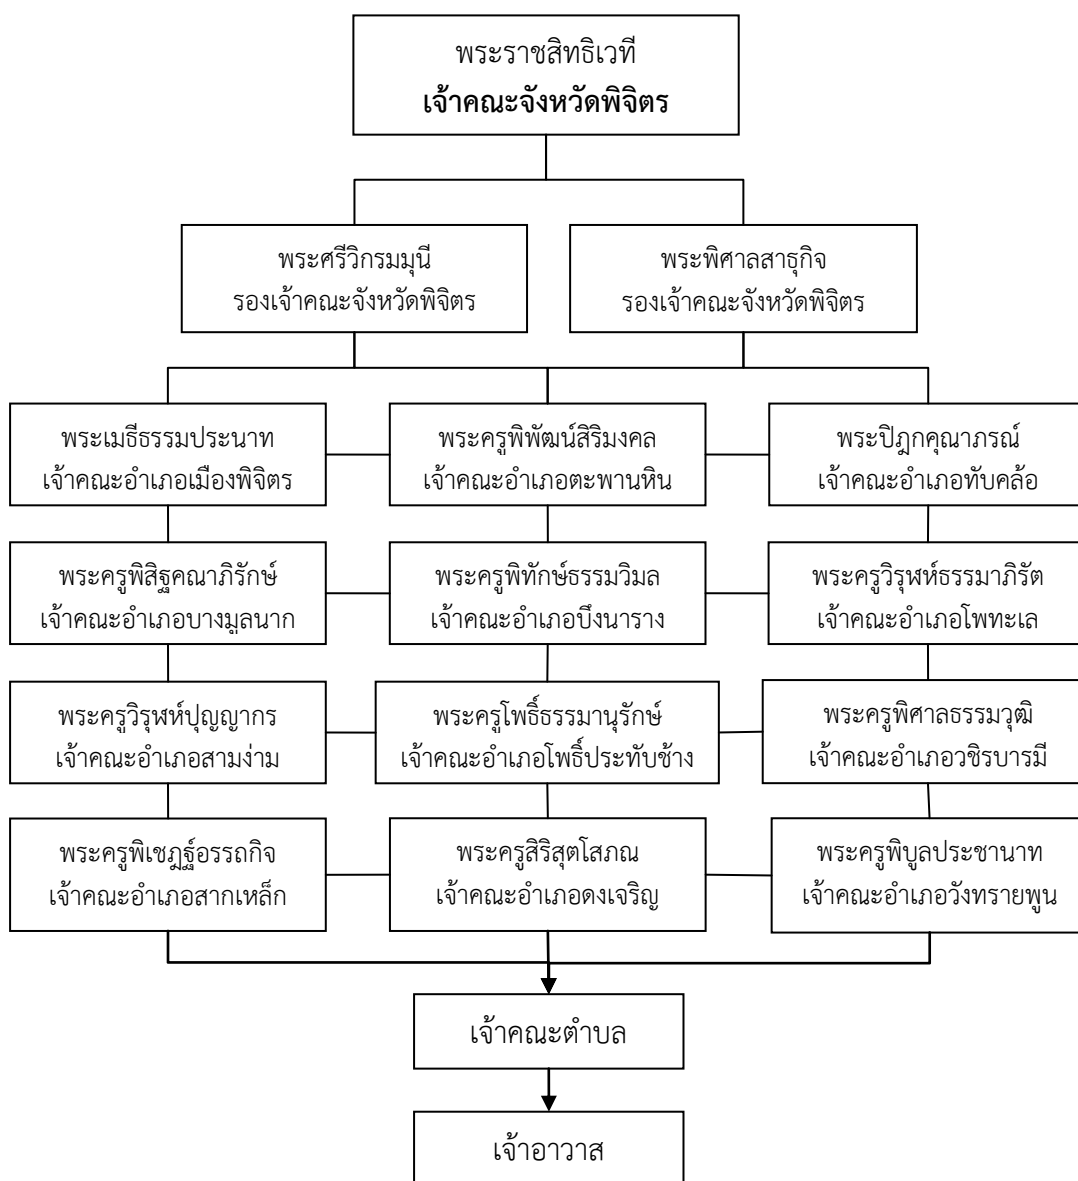 พระราชสิทธิเวที
เจ้าคณะจังหวัดพิจิตร
พระศรีวิกรมมุนี
รองเจ้าคณะจังหวัดพิจิตร
พระพิศาลสาธุกิจ
รองเจ้าคณะจังหวัดพิจิตร
พระเมธีธรรมประนาท
เจ้าคณะอำเภอเมืองพิจิตร
พระครูพิพัฒน์สิริมงคล
เจ้าคณะอำเภอตะพานหิน
พระปิฎกคุณาภรณ์
เจ้าคณะอำเภอทับคล้อ
พระครูพิสิฐคณาภิรักษ์
เจ้าคณะอำเภอบางมูลนาก
พระครูพิทักษ์ธรรมวิมล
เจ้าคณะอำเภอบึงนาราง
พระครูวิรุฬห์ธรรมาภิรัต
เจ้าคณะอำเภอโพทะเล
พระครูวิรุฬห์ปุญญากร
เจ้าคณะอำเภอสามง่าม
พระครูโพธิ์ธรรมานุรักษ์
เจ้าคณะอำเภอโพธิ์ประทับช้าง
พระครูพิศาลธรรมวุฒิ
เจ้าคณะอำเภอวชิรบารมี
พระครูพิเชฎฐ์อรรถกิจ
เจ้าคณะอำเภอสากเหล็ก
พระครูสิริสุตโสภณ
เจ้าคณะอำเภอดงเจริญ
พระครูพิบูลประชานาท
เจ้าคณะอำเภอวังทรายพูน
เจ้าคณะตำบล
เจ้าอาวาส